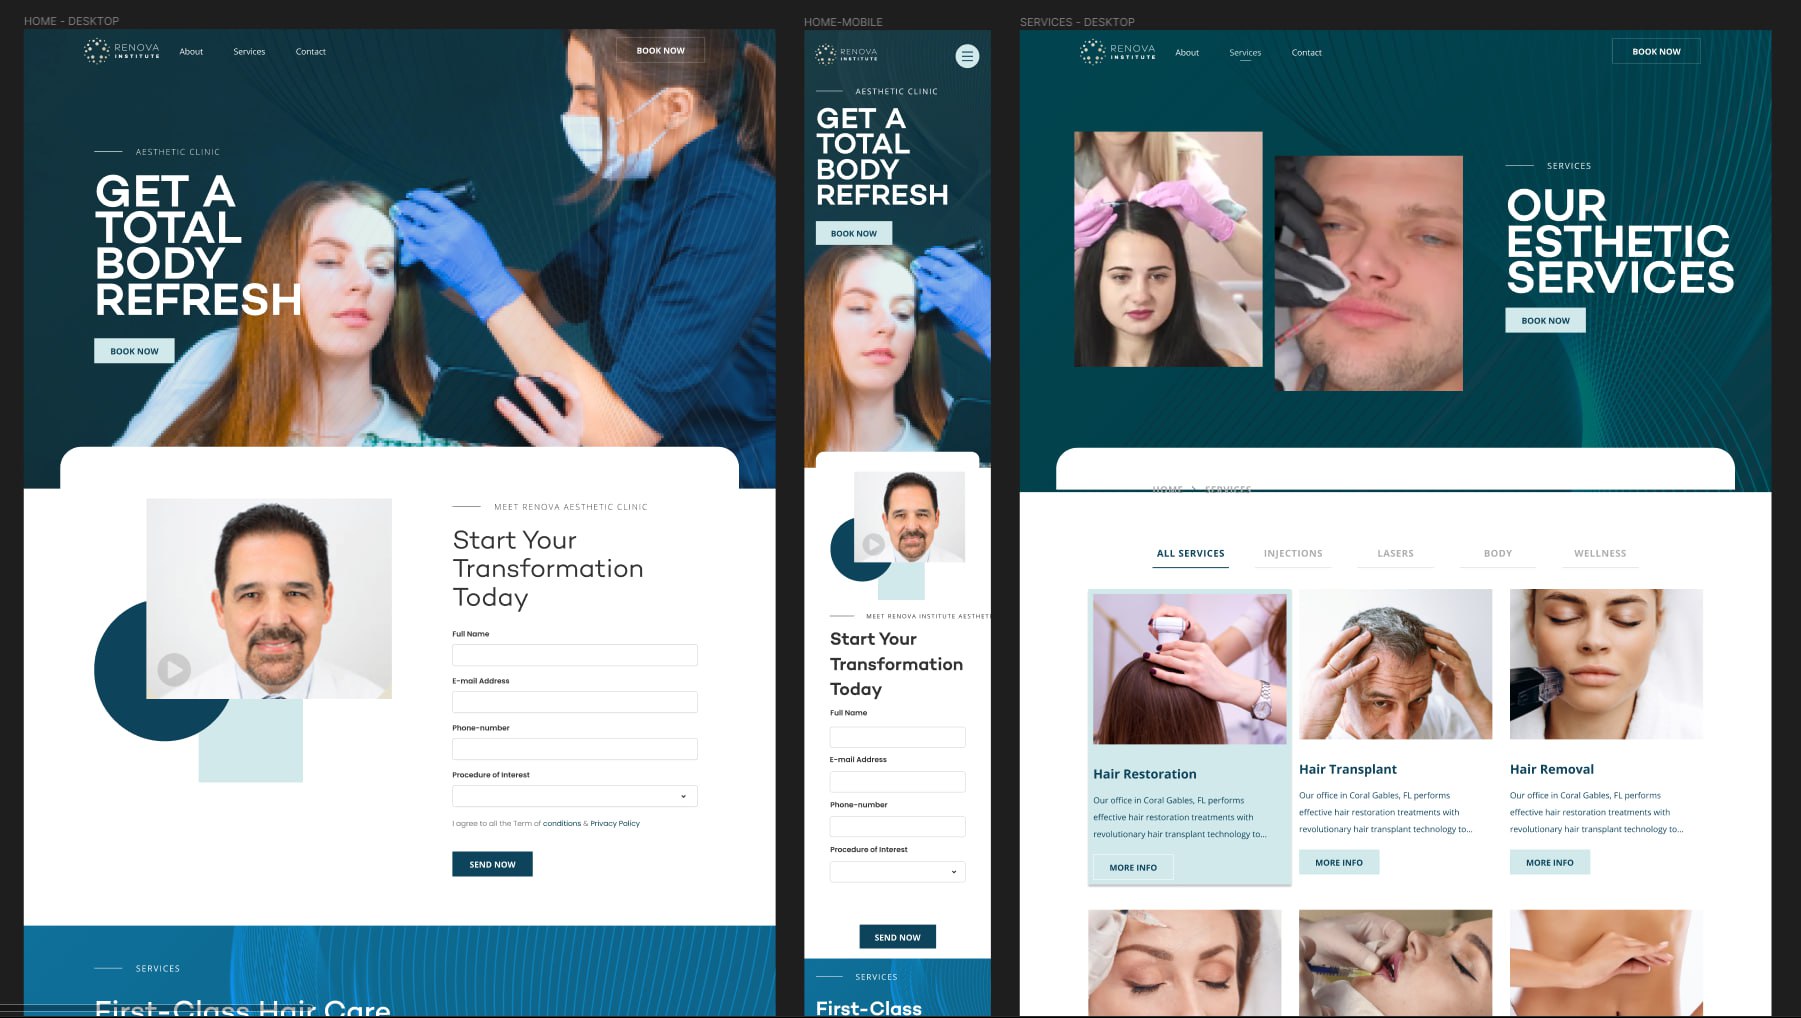 HOME - DESKTOP
RENOVA
INSTITUTE
About
Services
Contact
BOOK NOW
AESTHETIC CLINIC
GET A
TOTAL
BODY
REFRESH
BOOK NOW
MEET RENOVA AESTHETIC CLINIC
Start Your
Transformation
Today
Full Name
E-mail Address
Phone-number
Procedure of Interest
I agree to all the Term of conditions & Privacy Policy
SEND NOW
SERVICES
First-Class Hair Care
HOME-MOBILE
RENOVA
INSTITUTE
AESTHETIC CLINIC
GET A
TOTAL
BODY
REFRESH
BOOK NOW
MEET RENOVA INSTITUTE AESTHET
Start Your
Transformation
Today
Full Name
E-mail Address
Phone-number
Procedure of Interest
SEND NOW
SERVICES
First-Class
SERVICES - DESKTOP
RENOVA
INSTITUTE
About
Services
Contact
BOOK NOW
SERVICES
OUR
ESTHETIC
SERVICES
BOOK NOW
HOME > SERVICES
ALL SERVICES
INJECTIONS
LASERS
BODY
WELLNESS
Hair Restoration
Our office in Coral Gables, FL performs
effective hair restoration treatments with
revolutionary hair transplant technology to...
MORE INFO
Hair Transplant
Our office in Coral Gables, FL performs
effective hair restoration treatments with
revolutionary hair transplant technology to...
MORE INFO
Hair Removal
Our office in Coral Gables, FL performs
effective hair restoration treatments with
revolutionary hair transplant technology to...
MORE INFO